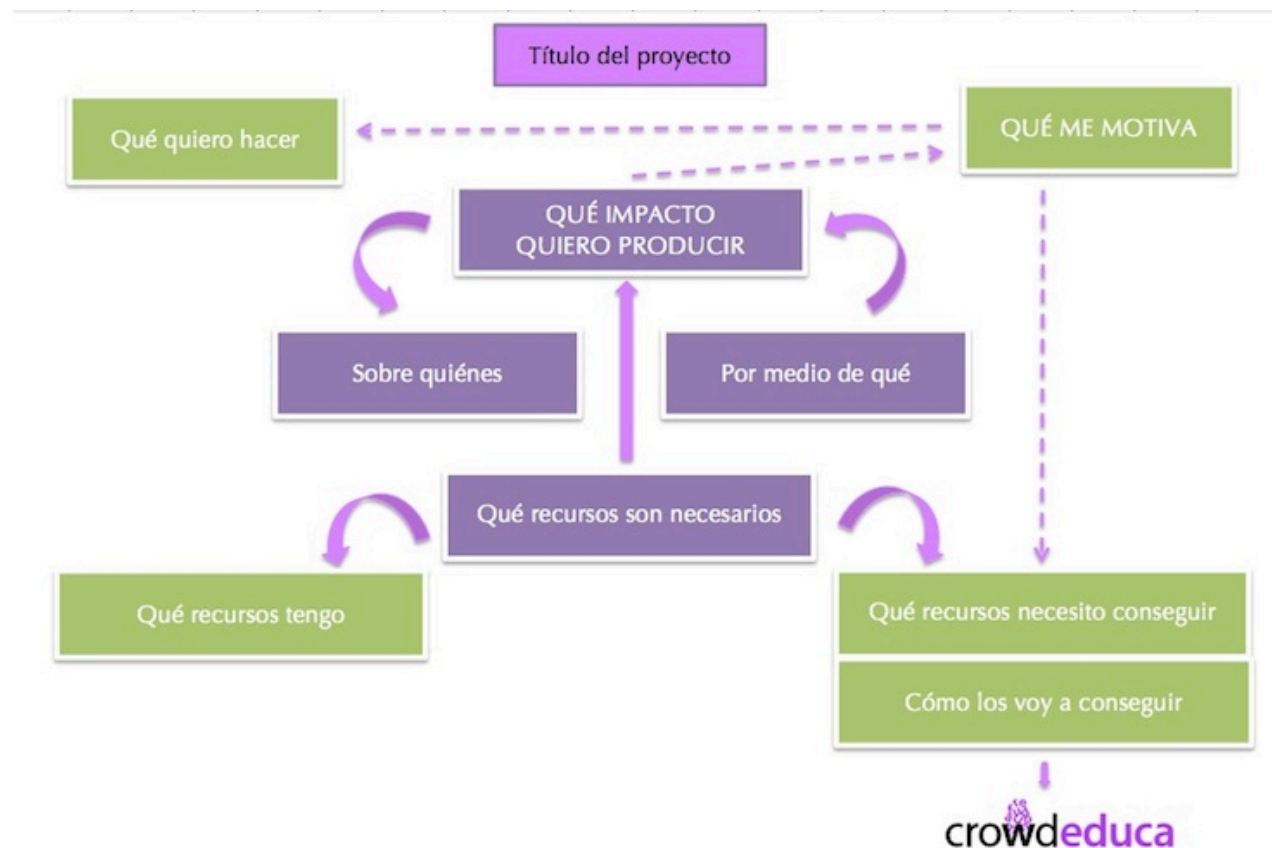 Título del proyecto
Qué quiero hacer
QUÉ ME MOTIVA
QUÉ IMPACTO
QUIERO PRODUCIR
Sobre quiénes
Por medio de qué
Qué recursos son necesarios
Qué recursos tengo
Qué recursos necesito conseguir
Cómo los voy a conseguir
crowdeduca